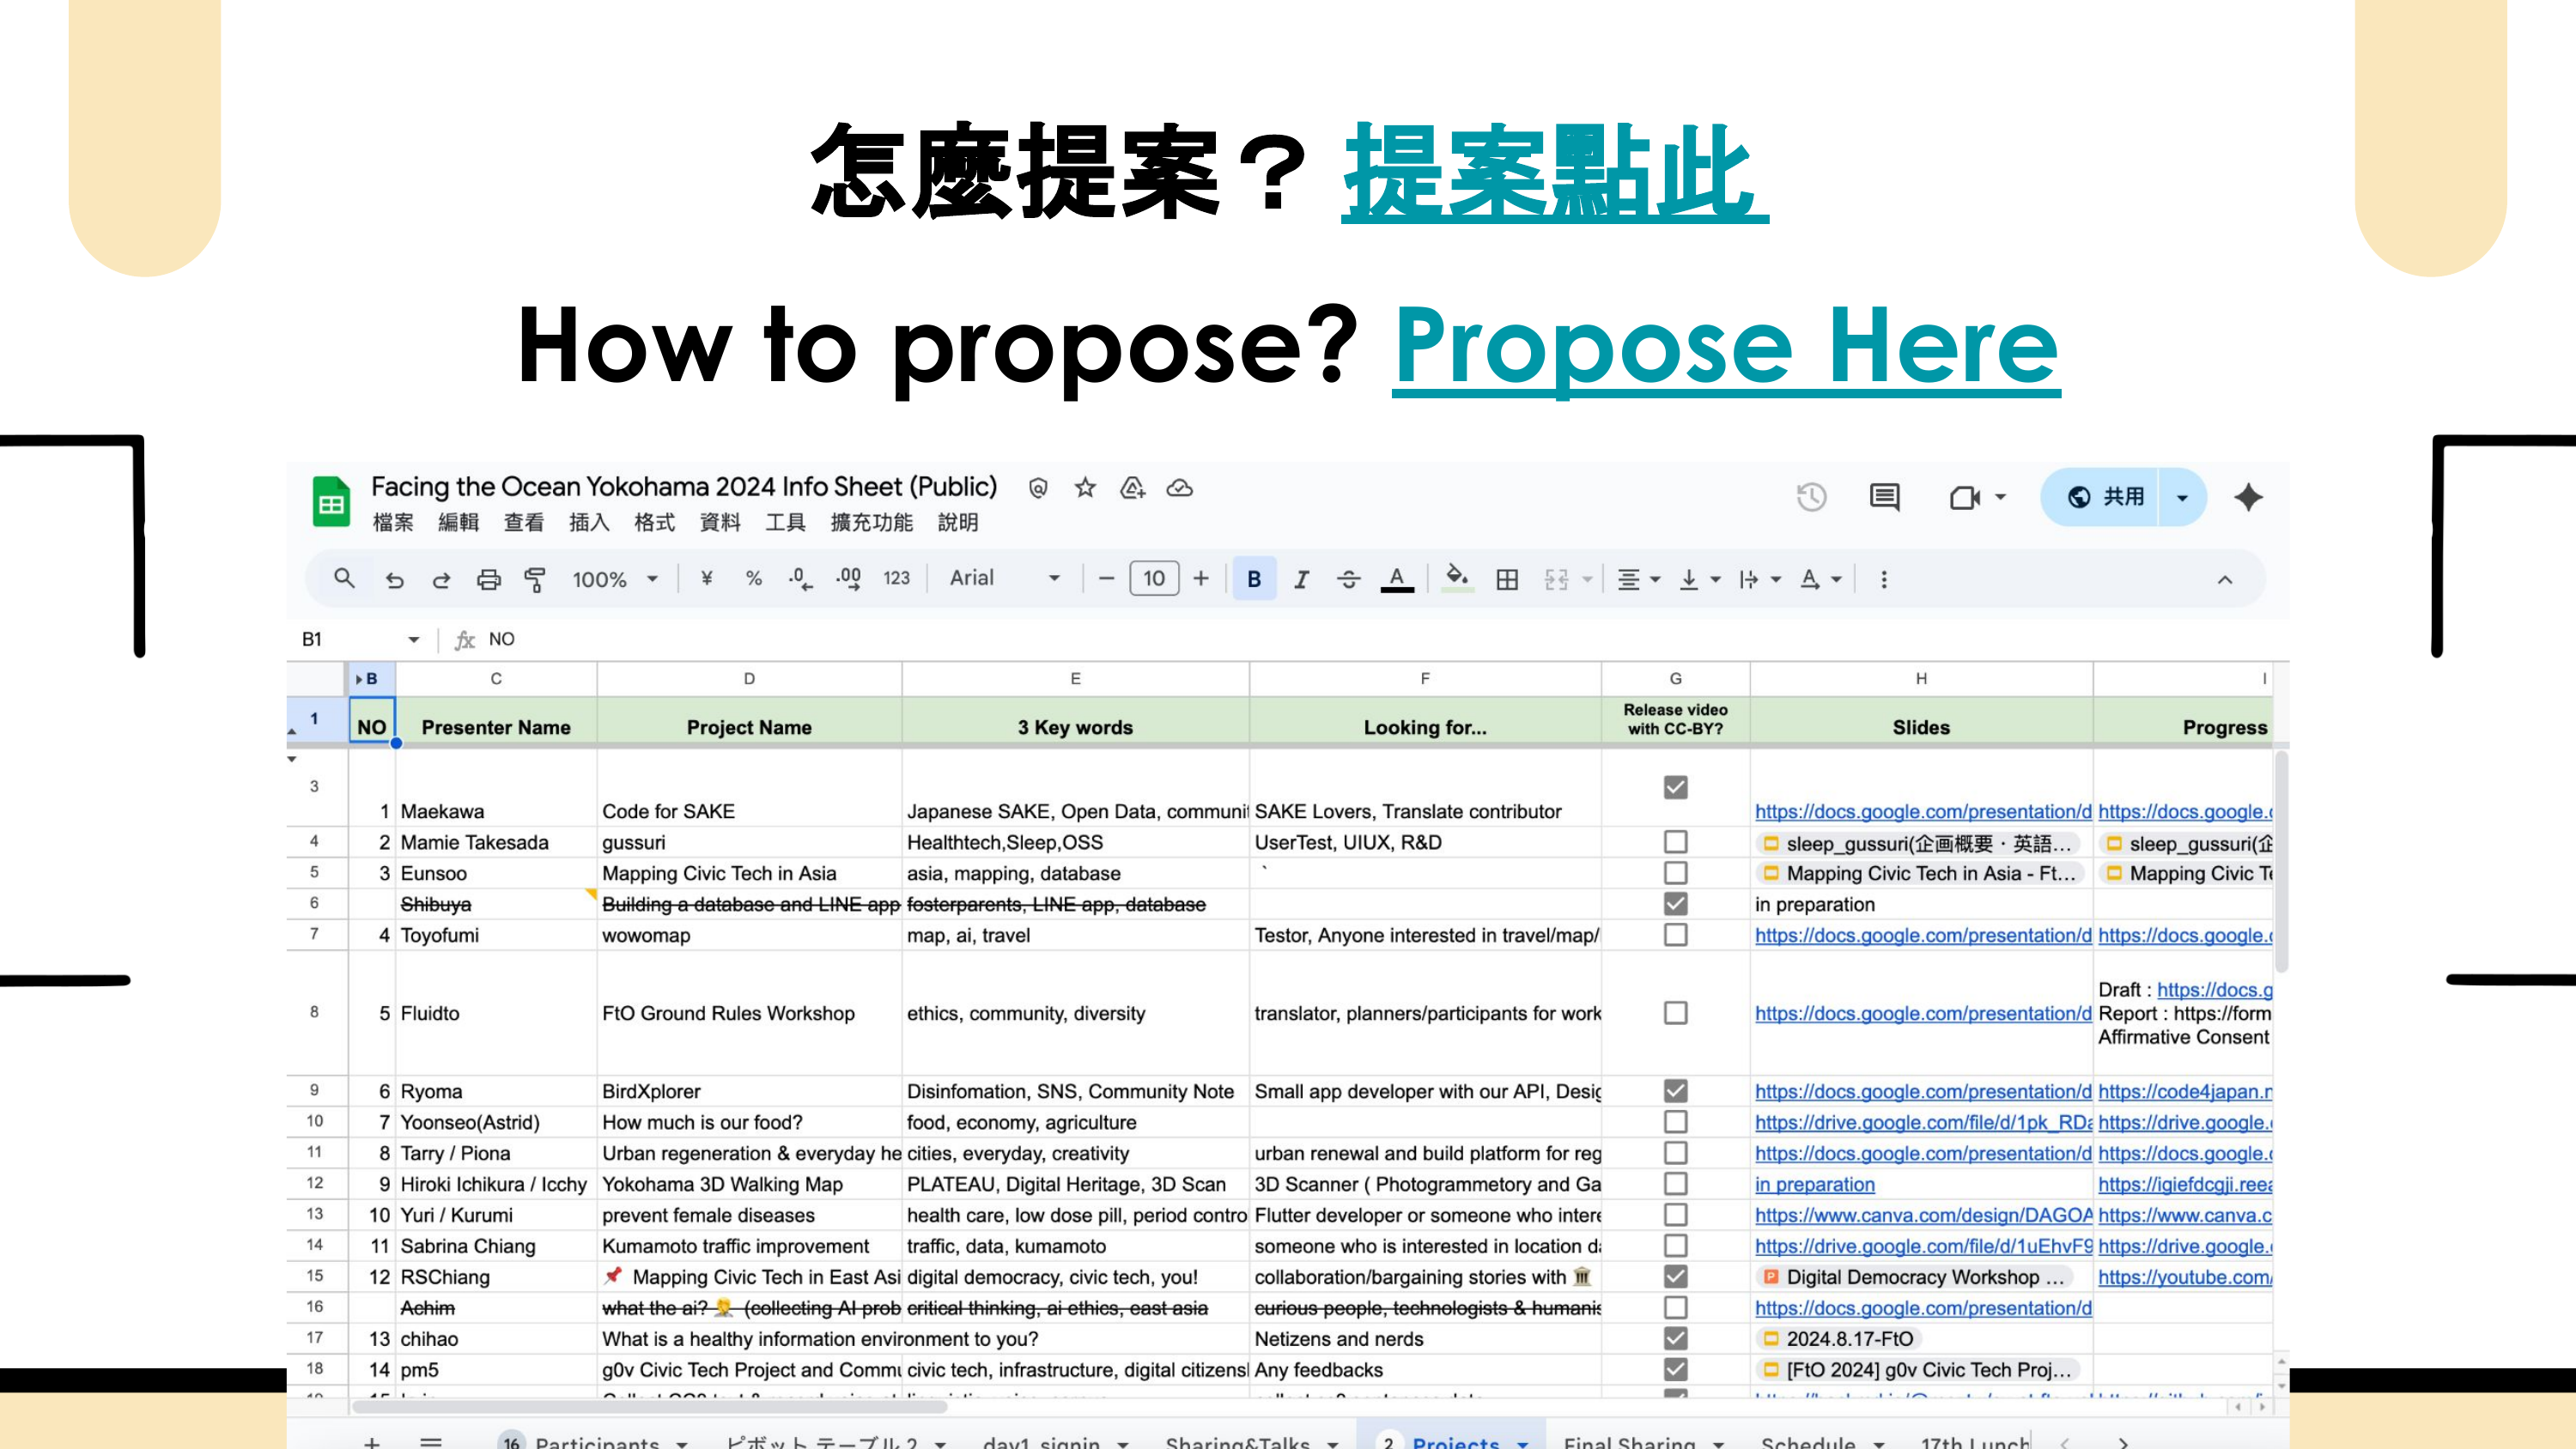 怎麼提案？提案點此
How to propose? Propose Here
Facing the Ocean Yokohama 2024 Info Sheet (Public)
檔案 編輯 查看 插入 格式 資料 工具 擴充功能 說明
共用
100% ¥ % .0 .00 123 Arial 10 B I A A
B1 fx NO
B C D E F G H I
1 NO Presenter Name Project Name 3 Key words Looking for... Release video with CC-BY? Slides Progress
3 1 Maekawa Code for SAKE Japanese SAKE, Open Data, communit SAKE Lovers, Translate contributor https://docs.google.com/presentation/d https://docs.google.
4 2 Mamie Takesada gussuri Healthtech,Sleep,OSS UserTest, UIUX, R&D sleep_gussuri(企画概要・英語... sleep_gussuri(企
5 3 Eunsoo Mapping Civic Tech in Asia asia, mapping, database ` Mapping Civic Tech in Asia - Ft... Mapping Civic Te
6 Shibuya Building a database and LINE app fosterparents, LINE app, database in preparation
7 4 Toyofumi wowomap map, ai, travel Testor, Anyone interested in travel/map/ https://docs.google.com/presentation/d https://docs.google.
Draft : https://docs.g
8 5 Fluidto FtO Ground Rules Workshop ethics, community, diversity translator, planners/participants for work https://docs.google.com/presentation/d Report : https://form
Affirmative Consent
9 6 Ryoma BirdXplorer Disinfomation, SNS, Community Note Small app developer with our API, Desig https://docs.google.com/presentation/d https://code4japan.n
10 7 Yoonseo(Astrid) How much is our food? food, economy, agriculture https://drive.google.com/file/d/1pk_RDa https://drive.google.
11 8 Tarry / Piona Urban regeneration & everyday he cities, everyday, creativity urban renewal and build platform for reg https://docs.google.com/presentation/d https://docs.google.
12 9 Hiroki Ichikura / Icchy Yokohama 3D Walking Map PLATEAU, Digital Heritage, 3D Scan 3D Scanner ( Photogrammetory and Ga in preparation https://igiefdcgji.reea
13 10 Yuri / Kurumi prevent female diseases health care, low dose pill, period contro Flutter developer or someone who intere https://www.canva.com/design/DAGOA https://www.canva.c
14 11 Sabrina Chiang Kumamoto traffic improvement traffic, data, kumamoto someone who is interested in location da https://drive.google.com/file/d/1uEhvF9 https://drive.google.
15 12 RSChiang 📌 Mapping Civic Tech in East Asi digital democracy, civic tech, you! collaboration/bargaining stories with 🏛 Digital Democracy Workshop ... https://youtube.com/
16 Achim what the ai? (collecting AI prob critical thinking, ai ethics, east asia curious people, technologists & humanis https://docs.google.com/presentation/d
17 13 chihao What is a healthy information environment to you? Netizens and nerds 2024.8.17-FtO
18 14 pm5 g0v Civic Tech Project and Commu civic tech, infrastructure, digital citizensl Any feedbacks [FtO 2024] g0v Civic Tech Proj...
16 Participants ピボット テーブル 2 day1 signin Sharing&Talks 2 Projects Final Sharing Schedule 17th Lunch